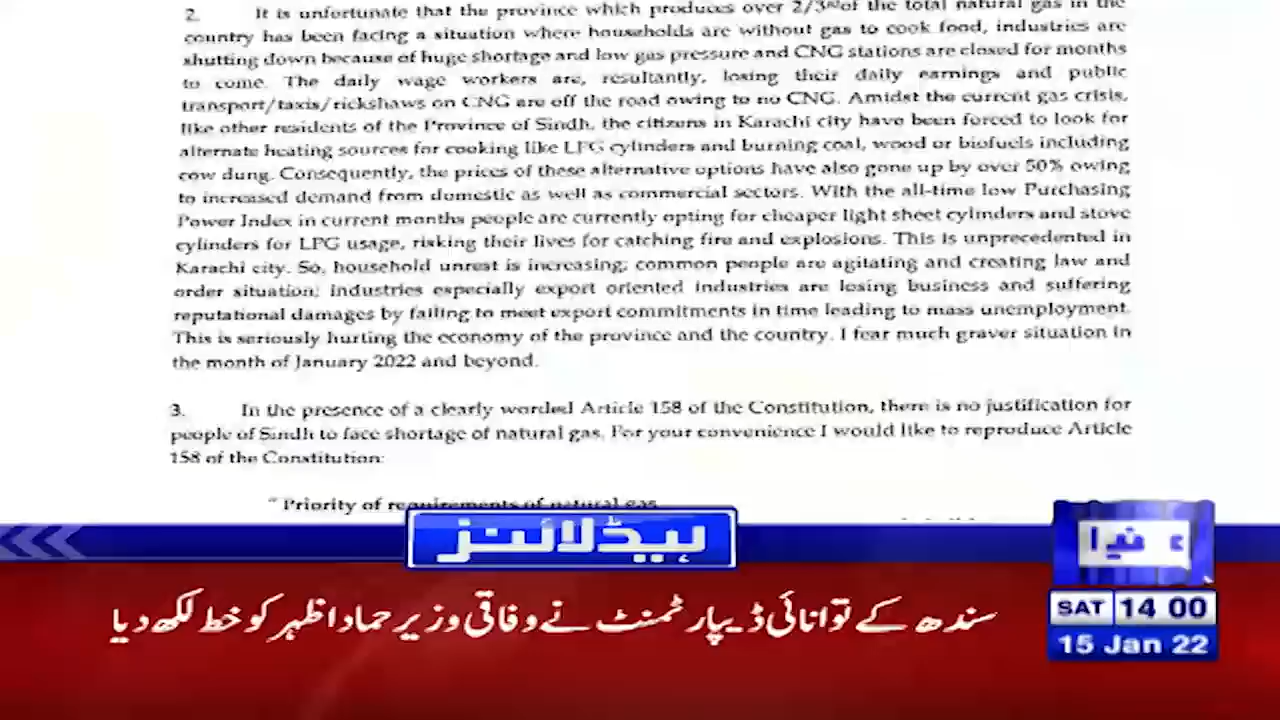 2. It is unfortunate that the province which produces over 2/3rd of the total natural gas in the
country has been facing a situation where households are without gas to cook food, industries are
shutting down because of huge shortage and low gas pressure and CNG stations are closed for months
to come. The daily wage workers are, resultantly, losing their daily earnings and public
transport/taxis/rickshaws on CNG are off the road owing to no CNG. Amidst the current gas crisis,
like other residents of the Province of Sindh, the citizens in Karachi city have been forced to look for
alternate heating sources for cooking like LPG cylinders and burning coal, wood or biofuels including
cow dung. Consequently, the prices of these alternative options have also gone up by over 50% owing
to increased demand from domestic as well as commercial sectors. With the all-time low Purchasing
Power Index in current months people are currently opting for cheaper light sheet cylinders and stove
cylinders for LPG usage, risking their lives for catching fire and explosions. This is unprecedented in
Karachi city. So, household unrest is increasing; common people are agitating and creating law and
order situation; industries especially export oriented industries are losing business and suffering
reputational damages by failing to meet export commitments in time leading to mass unemployment.
This is seriously hurting the economy of the province and the country. I fear much graver situation in
the month of January 2022 and beyond.
3. In the presence of a clearly worded Article 158 of the Constitution, there is no justification for
people of Sindh to face shortage of natural gas. For your convenience I would like to reproduce Article
158 of the Constitution:
" Priority of requirements of natural gas
ہیڈلائنز
سندھ کے توانائی ڈیپارٹمنٹ نے وفاقی وزیر حماد اظہر کو خط لکھ دیا
SAT 14 00
15 Jan 22